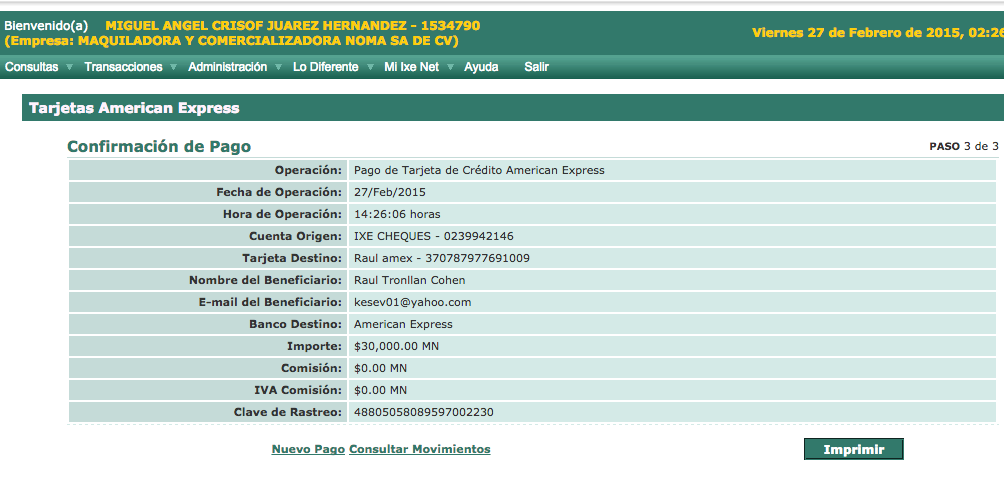 Bienvenido(a) MIGUEL ANGEL CRISOF JUAREZ HERNANDEZ - 1534790
(Empresa: MAQUILADORA Y COMERCIALIZADORA NOMA SA DE CV)
Viernes 27 de Febrero de 2015, 02:26
Consultas Transacciones Administración Lo Diferente Mi Ixe Net Ayuda Salir
Tarjetas American Express
Confirmación de Pago PASO 3 de 3
Operación: Pago de Tarjeta de Crédito American Express
Fecha de Operación: 27/Feb/2015
Hora de Operación: 14:26:06 horas
Cuenta Origen: IXE CHEQUES - 0239942146
Tarjeta Destino: Raul amex - 370787977691009
Nombre del Beneficiario: Raul Tronllan Cohen
E-mail del Beneficiario: kesev01@yahoo.com
Banco Destino: American Express
Importe: $30,000.00 MN
Comisión: $0.00 MN
IVA Comisión: $0.00 MN
Clave de Rastreo: 48805058089597002230
Nuevo Pago Consultar Movimientos Imprimir